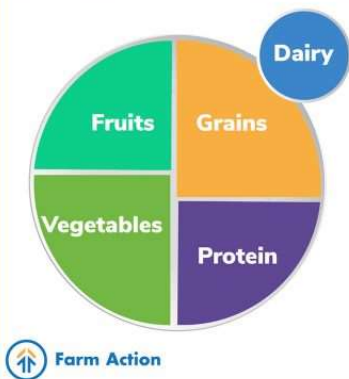 Dairy
Fruits
Grains
Vegetables
Protein
Farm Action